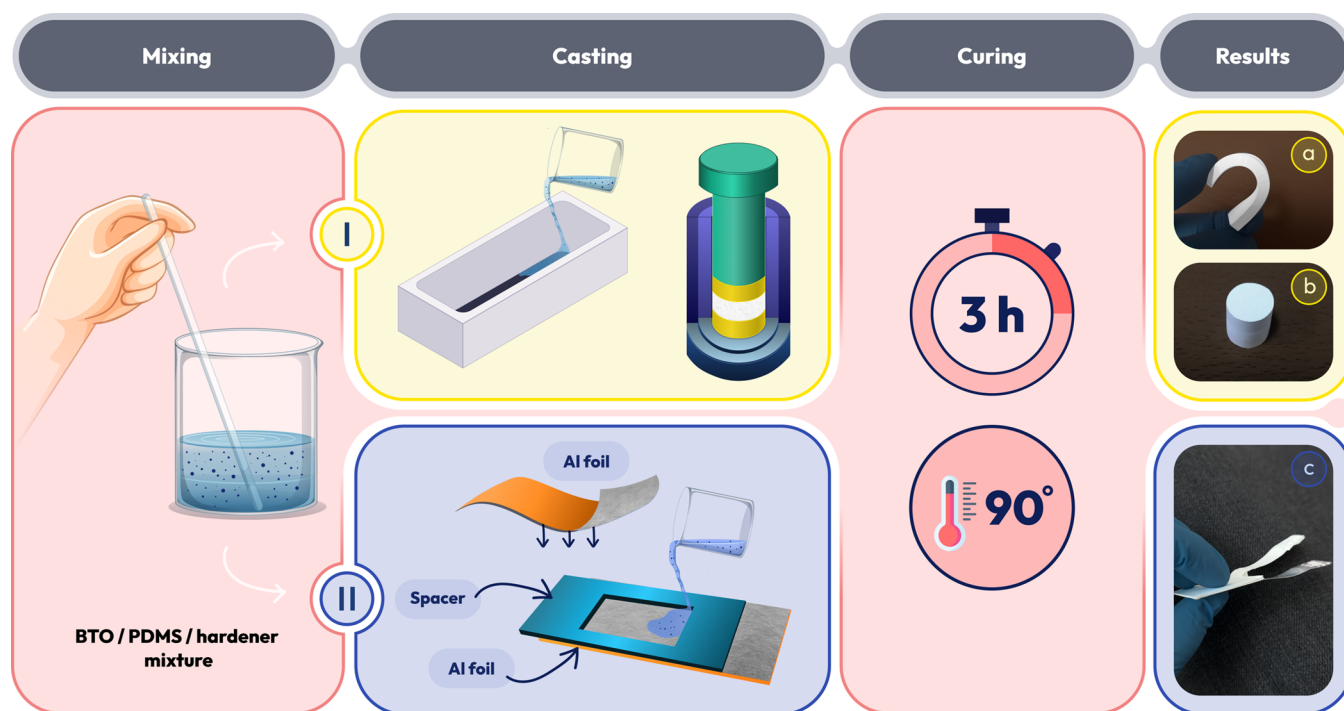 Mixing
Casting
Curing
Results
I
a
3 h
b
Al foil
c
90°
Spacer
II
BTO / PDMS / hardener
mixture
Al foil